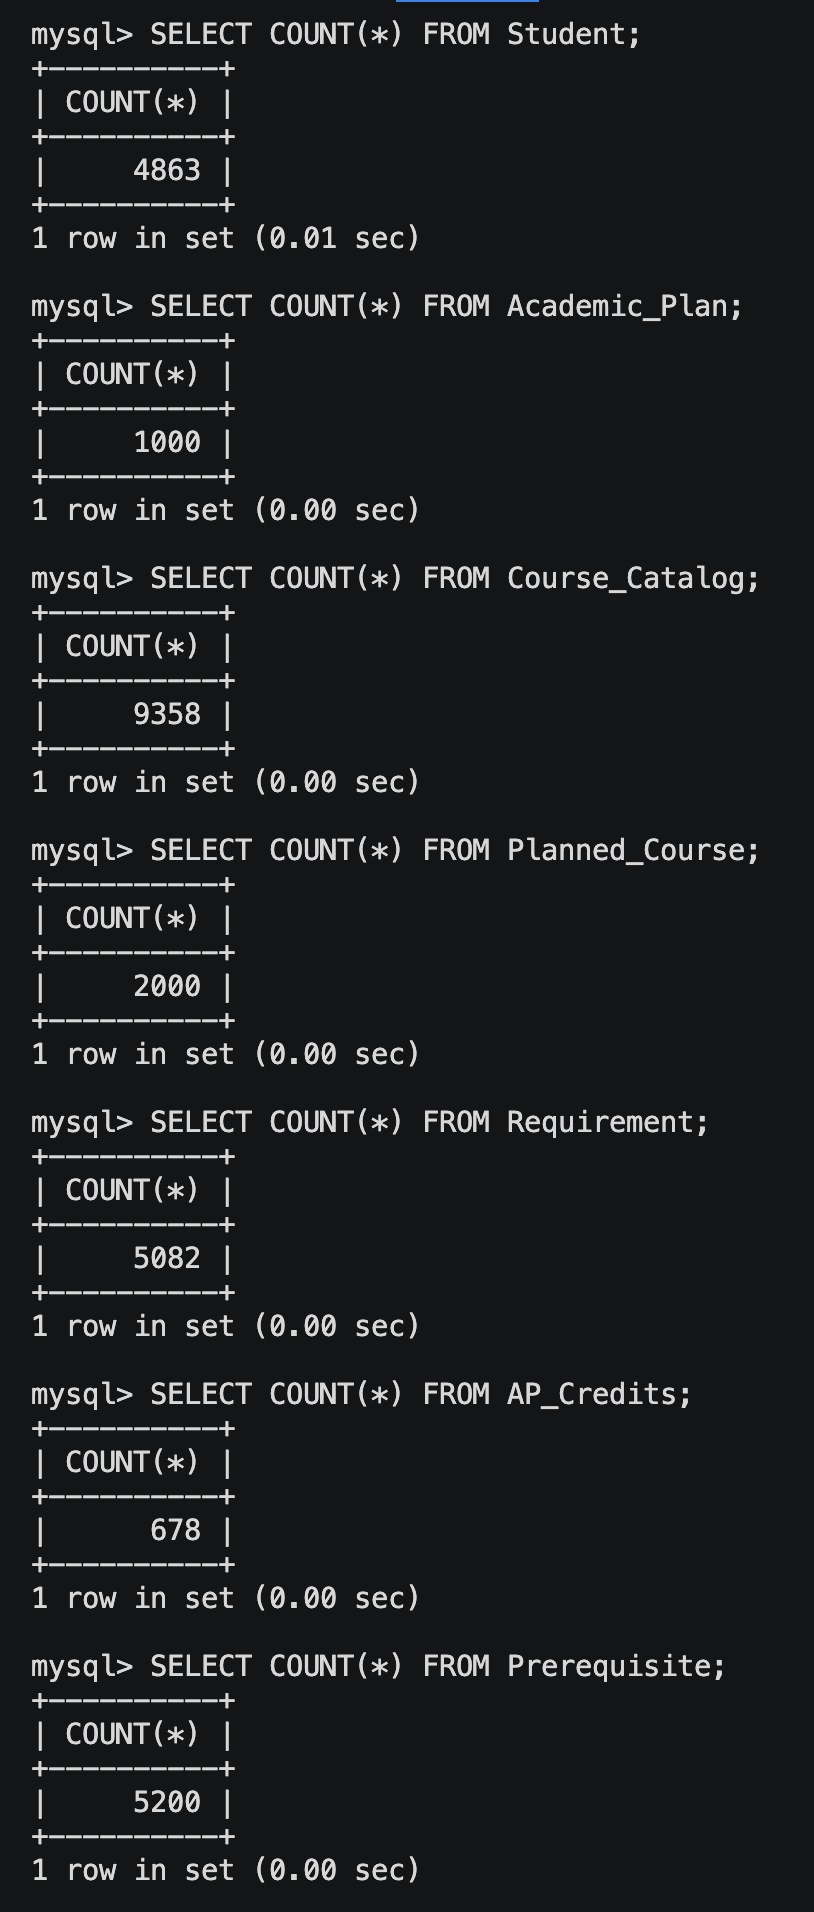 mysql> SELECT COUNT(*) FROM Student;
+----------+
| COUNT(*) |
+----------+
|     4863 |
+----------+
1 row in set (0.01 sec)

mysql> SELECT COUNT(*) FROM Academic_Plan;
+----------+
| COUNT(*) |
+----------+
|     1000 |
+----------+
1 row in set (0.00 sec)

mysql> SELECT COUNT(*) FROM Course_Catalog;
+----------+
| COUNT(*) |
+----------+
|     9358 |
+----------+
1 row in set (0.00 sec)

mysql> SELECT COUNT(*) FROM Planned_Course;
+----------+
| COUNT(*) |
+----------+
|     2000 |
+----------+
1 row in set (0.00 sec)

mysql> SELECT COUNT(*) FROM Requirement;
+----------+
| COUNT(*) |
+----------+
|     5082 |
+----------+
1 row in set (0.00 sec)

mysql> SELECT COUNT(*) FROM AP_Credits;
+----------+
| COUNT(*) |
+----------+
|      678 |
+----------+
1 row in set (0.00 sec)

mysql> SELECT COUNT(*) FROM Prerequisite;
+----------+
| COUNT(*) |
+----------+
|     5200 |
+----------+
1 row in set (0.00 sec)